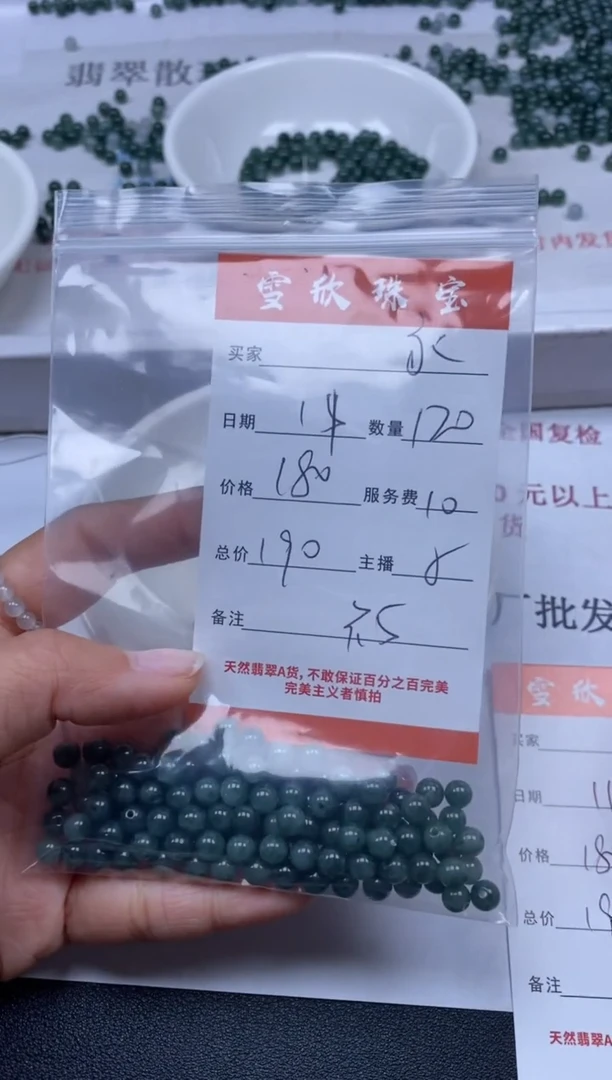 翡翠散
雪欣珠宝
买家
日期 14 数量 120
价格 180 服务费 10
总价 190 主播
备注
天然翡翠A货，不敢保证百分之百完美
完美主义者慎拍
内发
全国复检
元以上
货
厂批发
雪欣
买家
日期
价格
总价
备注
天然翡翠A